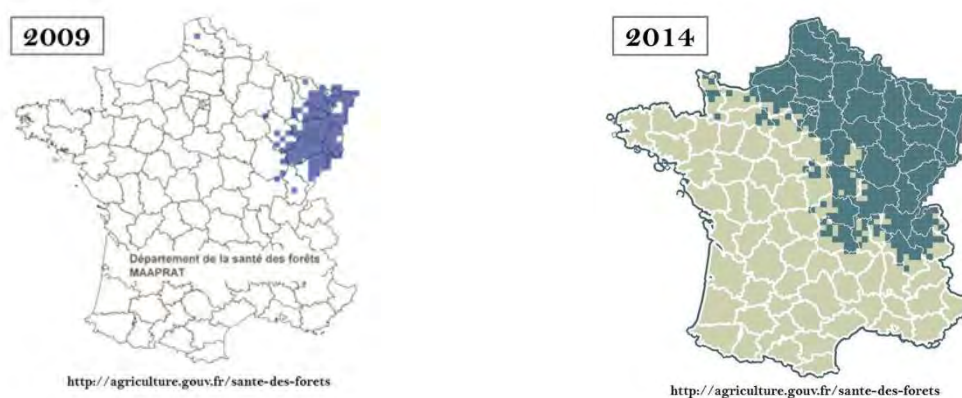 2009
2014
Département de la santé des forêts
MAAPRAT
http://agriculture.gouv.fr/sante-des-forets
http://agriculture.gouv.fr/sante-des-forets